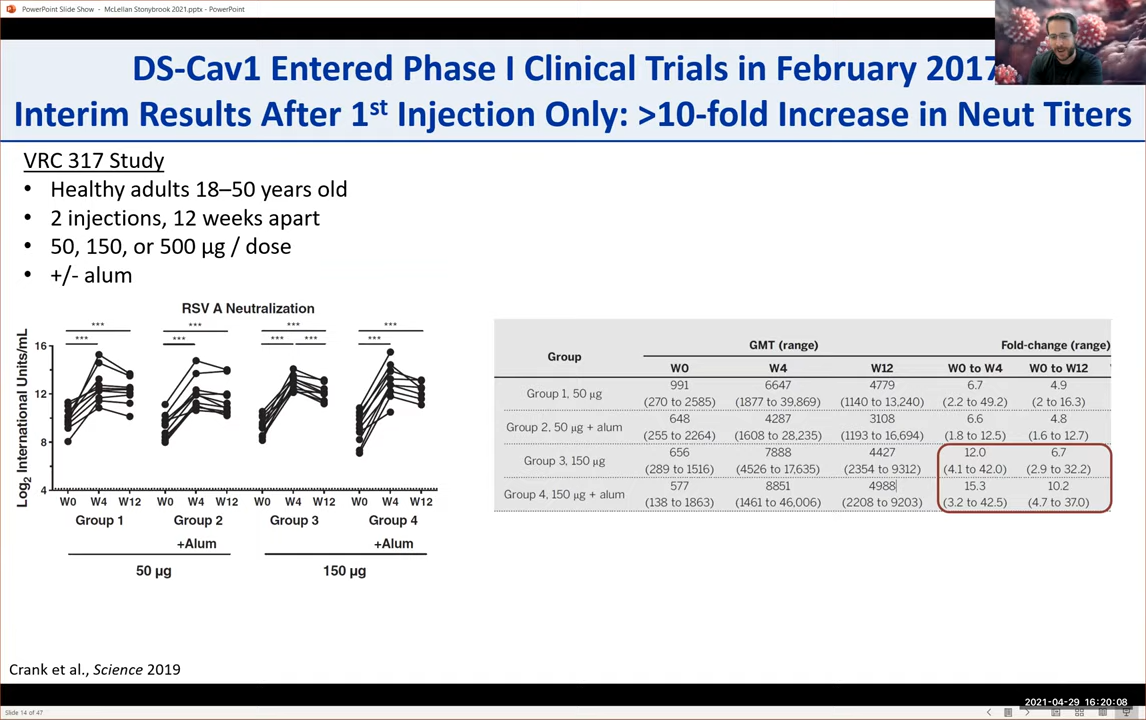 PowerPoint Slide Show - McLellan Stonybrook 2021.pptx - PowerPoint
DS-Cav1 Entered Phase I Clinical Trials in February 2017
Interim Results After 1st Injection Only: >10-fold Increase in Neut Titers
VRC 317 Study
• Healthy adults 18–50 years old
• 2 injections, 12 weeks apart
• 50, 150, or 500 µg / dose
• +/- alum
RSV A Neutralization
*** *** *** ***
*** *** *** *** ***
Log2 International Units/mL
16
12
8
4
W0 W4 W12 W0 W4 W12 W0 W4 W12 W0 W4 W12
Group 1 Group 2 Group 3 Group 4
+Alum +Alum
50 µg 150 µg
Group GMT (range) Fold-change (range)
W0 W4 W12 W0 to W4 W0 to W12
Group 1, 50 µg 991 6647 4779 6.7 4.9
(270 to 2585) (1877 to 39,869) (1140 to 13,240) (2.2 to 49.2) (2 to 16.3)
Group 2, 50 µg + alum 648 4287 3108 6.6 4.8
(255 to 2264) (1608 to 28,235) (1193 to 16,694) (1.8 to 12.5) (1.6 to 12.7)
Group 3, 150 µg 656 7888 4427 12.0 6.7
(289 to 1516) (4526 to 17,635) (2354 to 9312) (4.1 to 42.0) (2.9 to 32.2)
Group 4, 150 µg + alum 577 8851 4988 15.3 10.2
(138 to 1863) (1461 to 46,006) (2208 to 9203) (3.2 to 42.5) (4.7 to 37.0)
Crank et al., Science 2019
2021-04-29 16:20:08
Slide 14 of 47